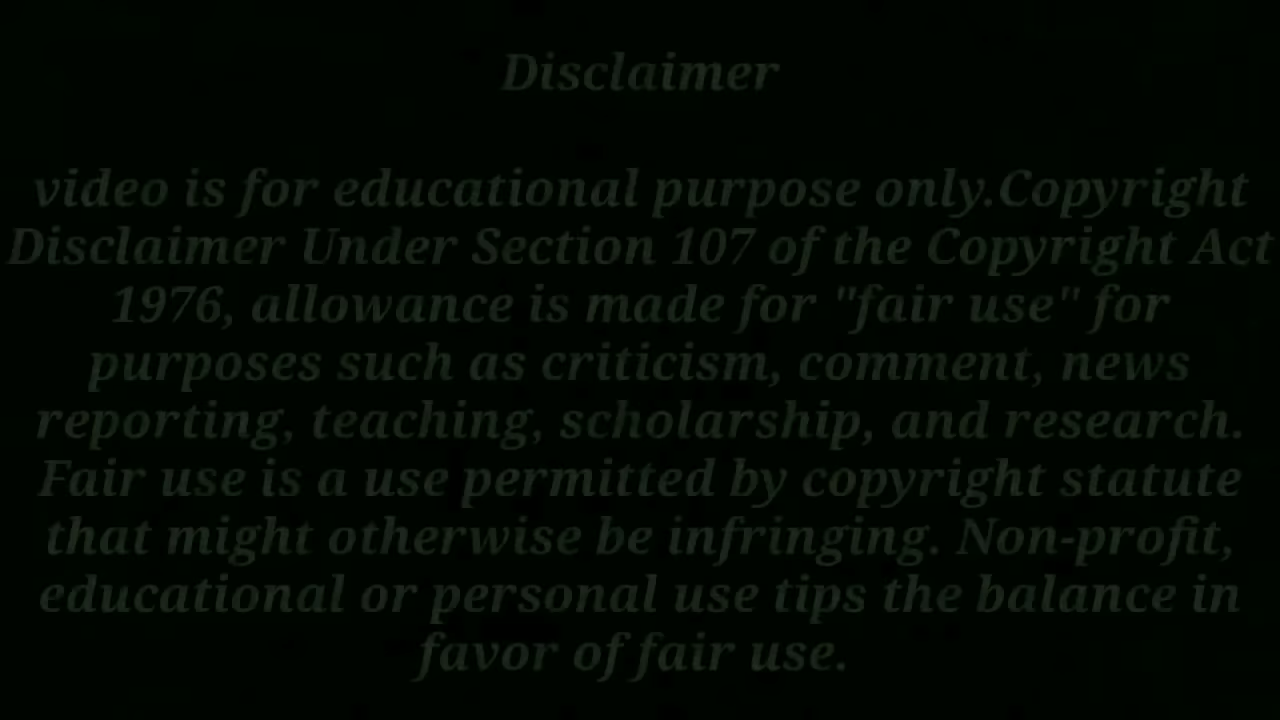 Disclaimer
video is for educational purpose only.Copyright
Disclaimer Under Section 107 of the Copyright Act
1976, allowance is made for "fair use" for
purposes such as criticism, comment, news
reporting, teaching, scholarship, and research.
Fair use is a use permitted by copyright statute
that might otherwise be infringing. Non-profit,
educational or personal use tips the balance in
favor of fair use.